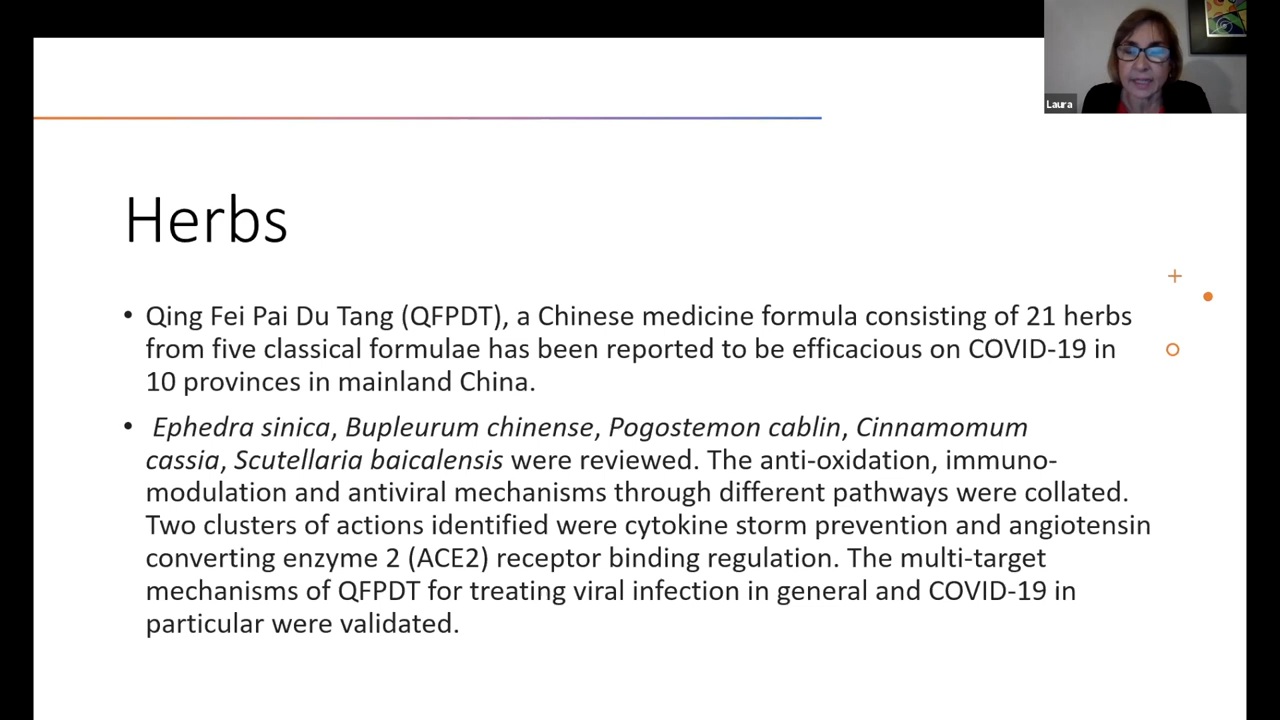 Laura
Herbs
• Qing Fei Pai Du Tang (QFPDT), a Chinese medicine formula consisting of 21 herbs
from five classical formulae has been reported to be efficacious on COVID-19 in
10 provinces in mainland China.
• Ephedra sinica, Bupleurum chinense, Pogostemon cablin, Cinnamomum
cassia, Scutellaria baicalensis were reviewed. The anti-oxidation, immuno-
modulation and antiviral mechanisms through different pathways were collated.
Two clusters of actions identified were cytokine storm prevention and angiotensin
converting enzyme 2 (ACE2) receptor binding regulation. The multi-target
mechanisms of QFPDT for treating viral infection in general and COVID-19 in
particular were validated.